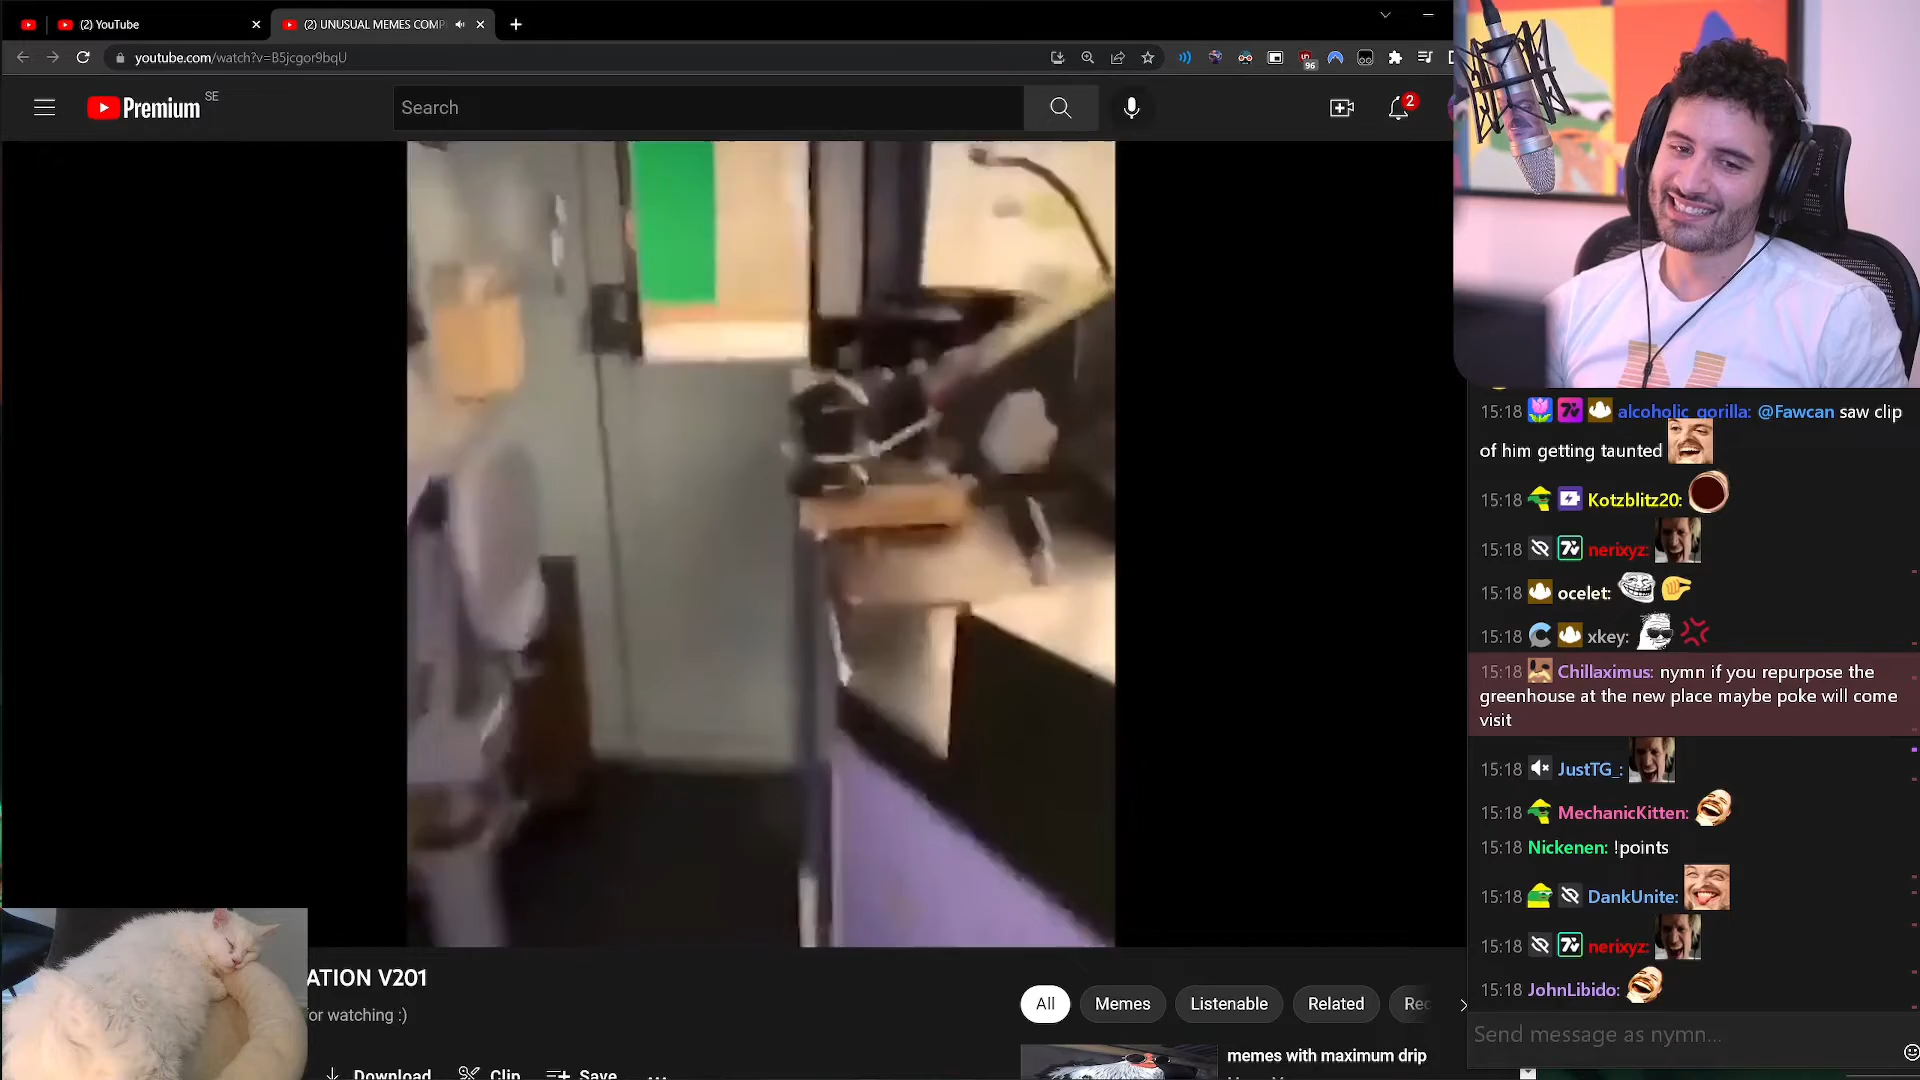 (2) YouTube
(2) UNUSUAL MEMES COMP
youtube.com/watch?v=B5jcgor9bqU
96
Premium SE
Search
2
15:18 alcoholic_gorilla: @Fawcan saw clip
of him getting taunted
15:18 Kotzblitz20:
15:18 nerixyz:
15:18 ocelet:
15:18 xkey:
15:18 Chillaximus: nymn if you repurpose the
greenhouse at the new place maybe poke will come
visit
15:18 JustTG_:
15:18 MechanicKitten:
15:18 Nickenen: !points
15:18 DankUnite:
15:18 nerixyz:
15:18 JohnLibido:
Send message as nymn...
ATION V201
or watching :)
All
Memes
Listenable
Related
Rec
memes with maximum drip
Download
Clip
Save